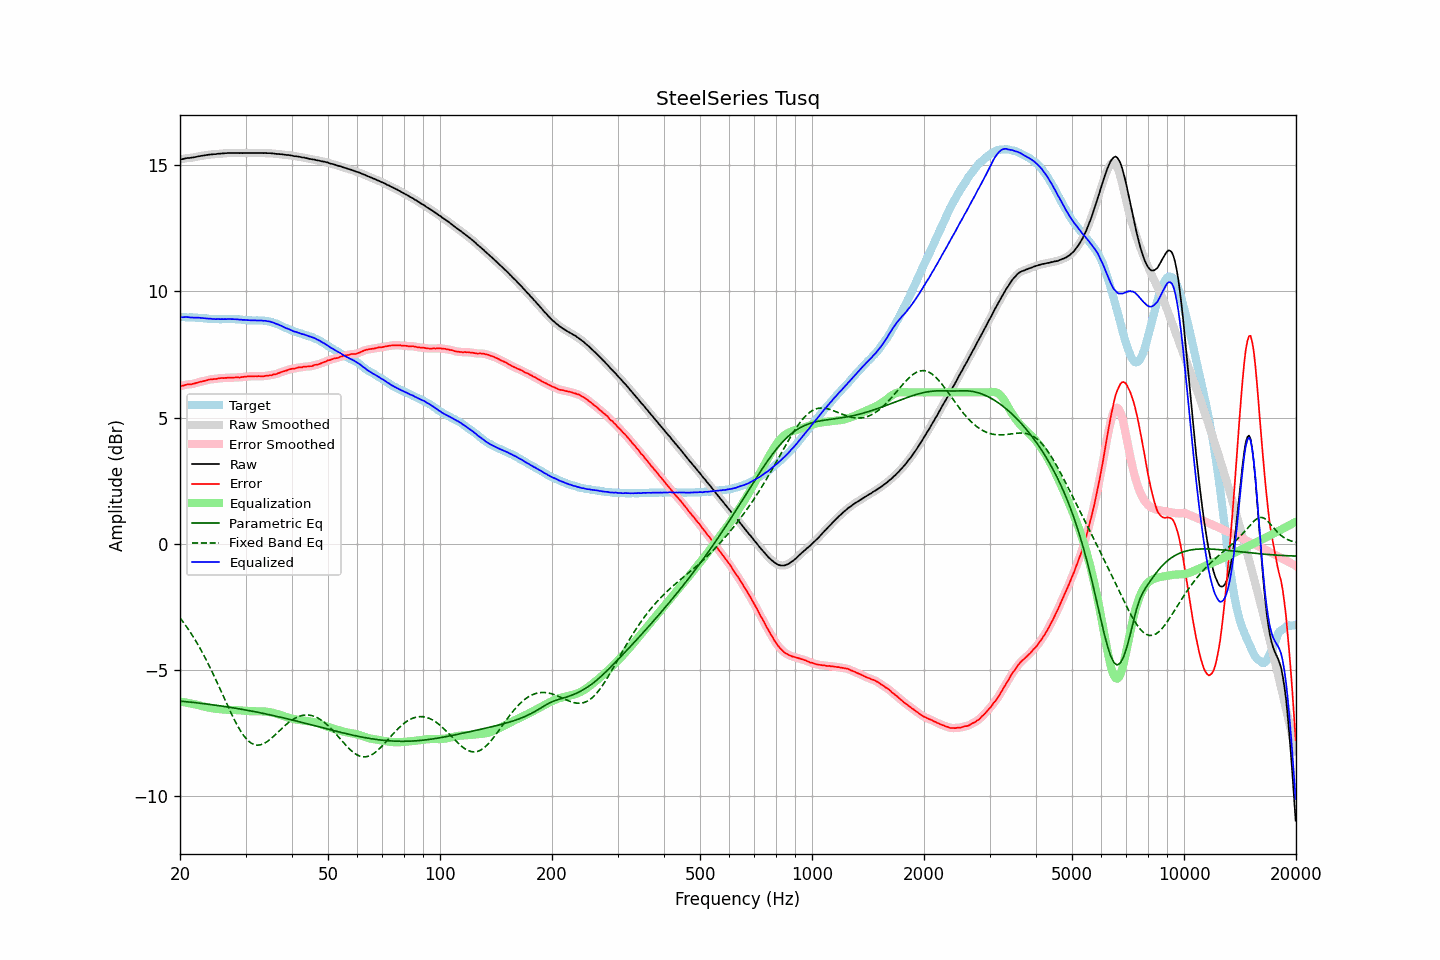 SteelSeries Tusq
Amplitude (dBr)
15
10
5
0
−5
−10
Target
Raw Smoothed
Error Smoothed
Raw
Error
Equalization
Parametric Eq
Fixed Band Eq
Equalized
20 50 100 200 500 1000 2000 5000 10000 20000
Frequency (Hz)